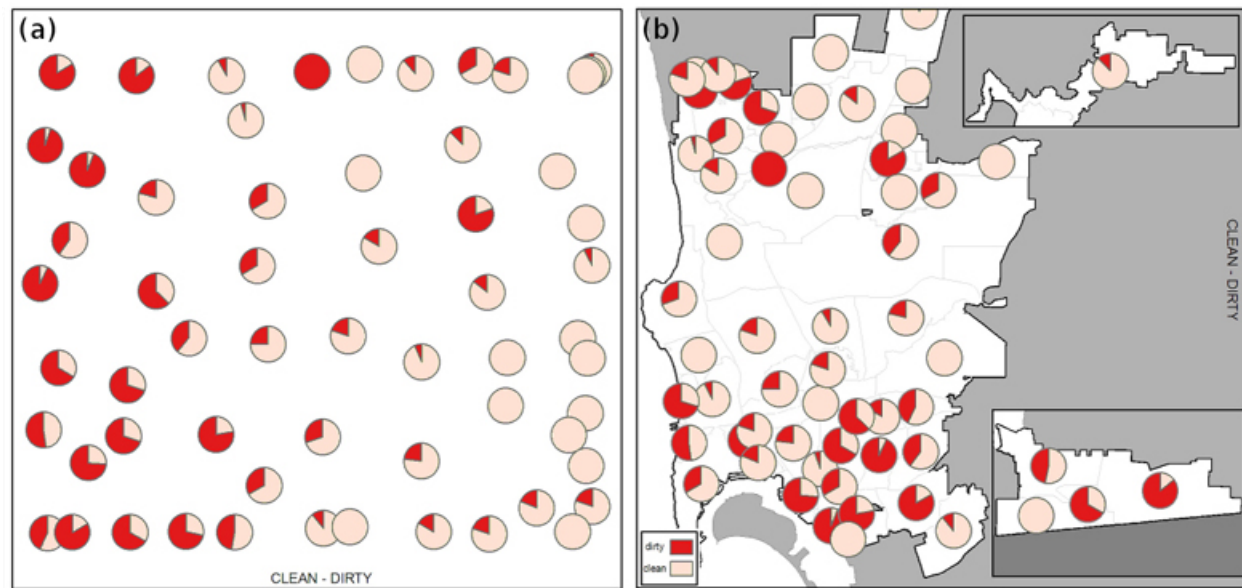 (a)
CLEAN - DIRTY
(b)
CLEAN - DIRTY
dirty
clean